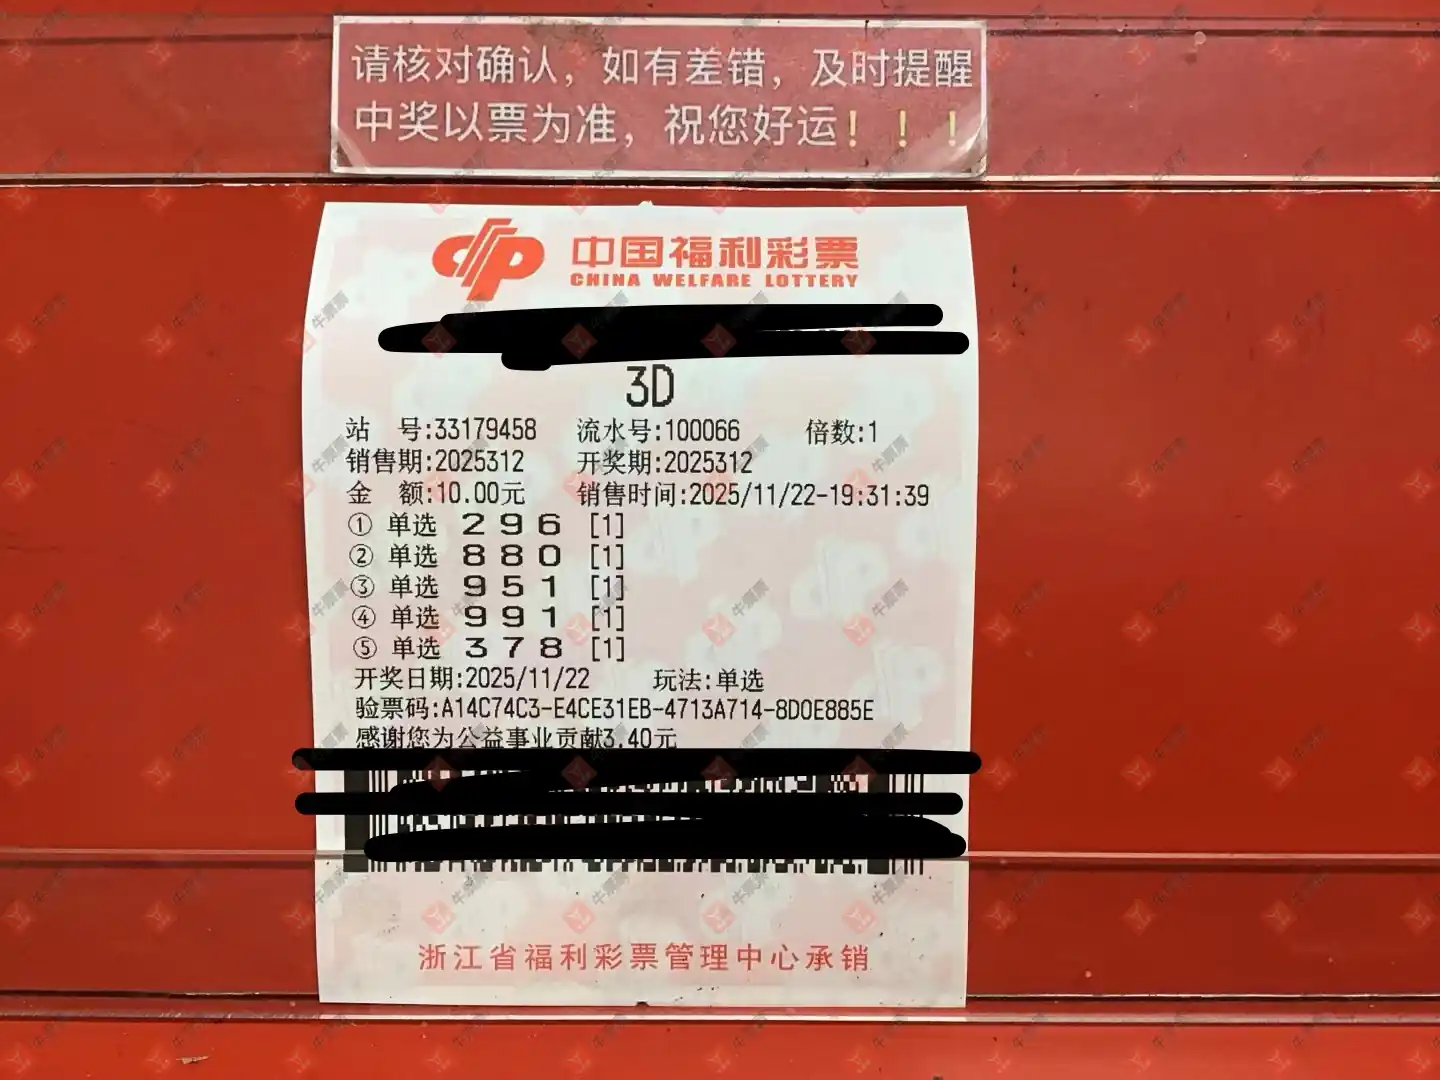 请核对确认，如有差错，及时提醒
中奖以票为准，祝您好运！！！
中国福利彩票
CHINA WELFARE LOTTERY
3D
站 号:33179458 流水号:100066 倍数:1
销售期:2025312 开奖期:2025312
金 额:10.00元 销售时间:2025/11/22-19:31:39
① 单选 2 9 6 [1]
② 单选 8 8 0 [1]
③ 单选 9 5 1 [1]
④ 单选 9 9 1 [1]
⑤ 单选 3 7 8 [1]
开奖日期:2025/11/22 玩法:单选
验票码:A14C74C3-E4CE31EB-4713A714-8D0E885E
感谢您为公益事业贡献3.40元
浙江省福利彩票管理中心承销
牛票票